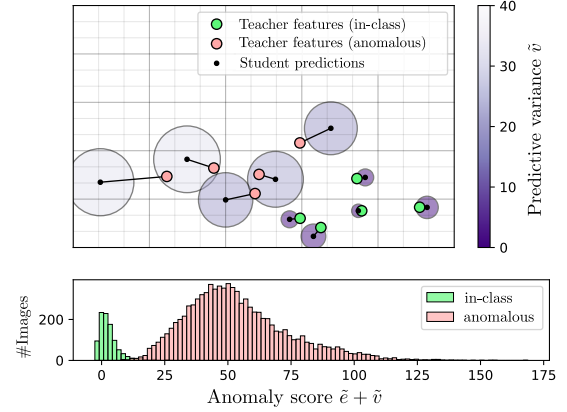 Teacher features (in-class)
Teacher features (anomalous)
Student predictions
40
30
20
10
0
Predictive variance ṽ
200
0
#Images
in-class
anomalous
0 25 50 75 100 125 150 175
Anomaly score ẽ + ṽ